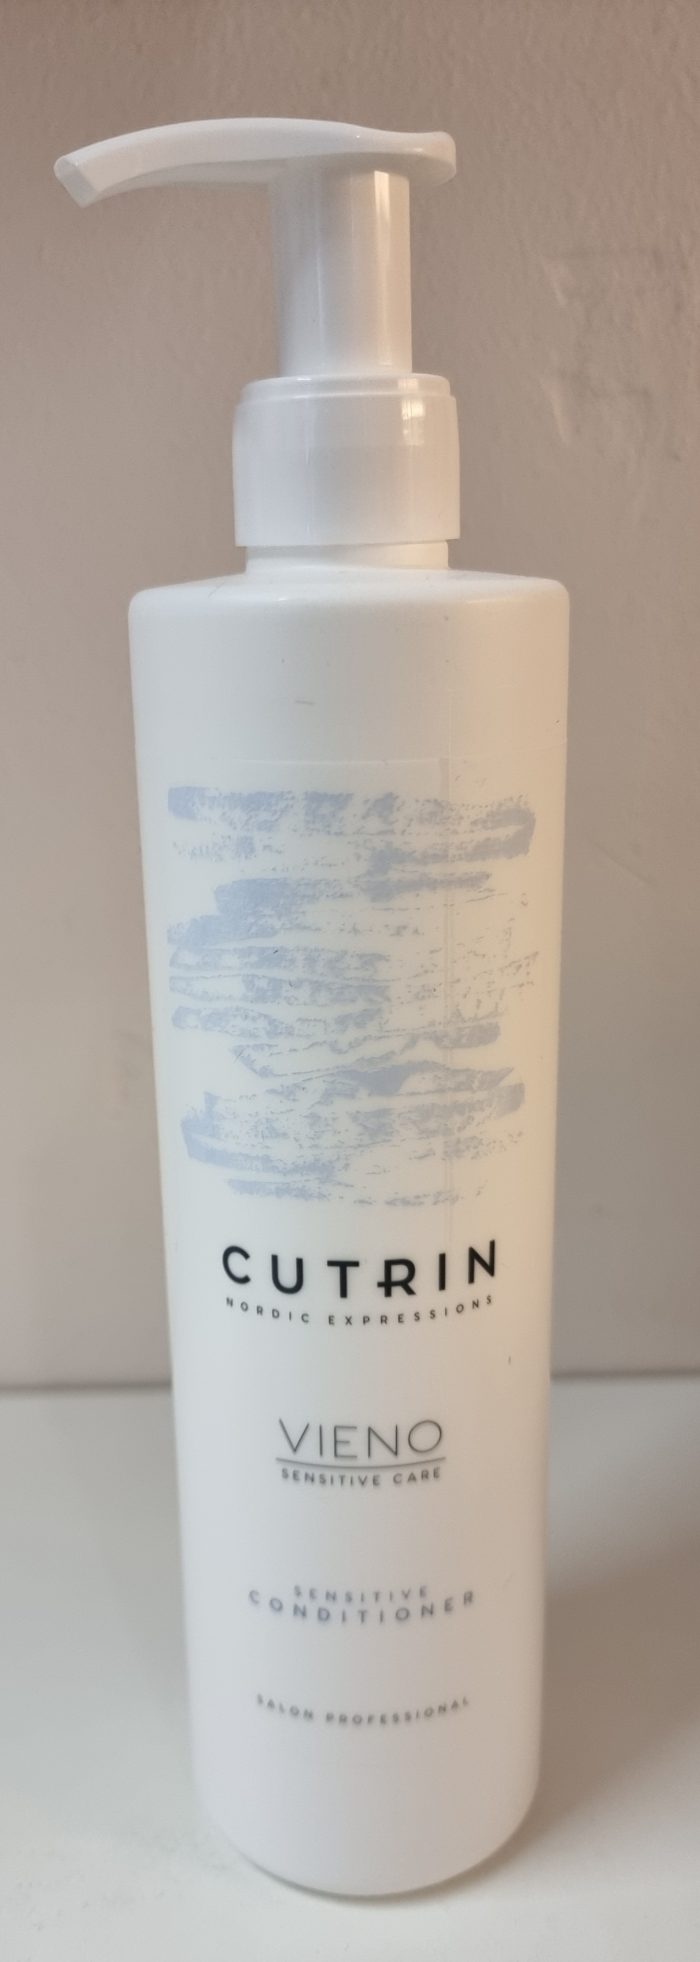 CUTRIN
NORDIC EXPRESSIONS
VIENO
SENSITIVE CARE
SENSITIVE
CONDITIONER
SALON PROFESSIONAL